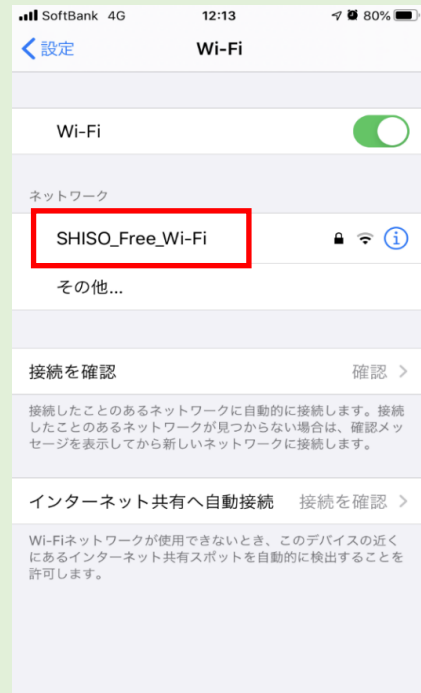 SoftBank 4G 12:13 80%
設定 Wi-Fi
Wi-Fi
ネットワーク
SHISO_Free_Wi-Fi
その他...
接続を確認 確認
接続したことのあるネットワークに自動的に接続します。接続
したことのあるネットワークが見つからない場合は、確認メッ
セージを表示してから新しいネットワークに接続します。
インターネット共有へ自動接続 接続を確認
Wi-Fiネットワークが使用できないとき、このデバイスの近く
にあるインターネット共有スポットを自動的に検出することを
許可します。